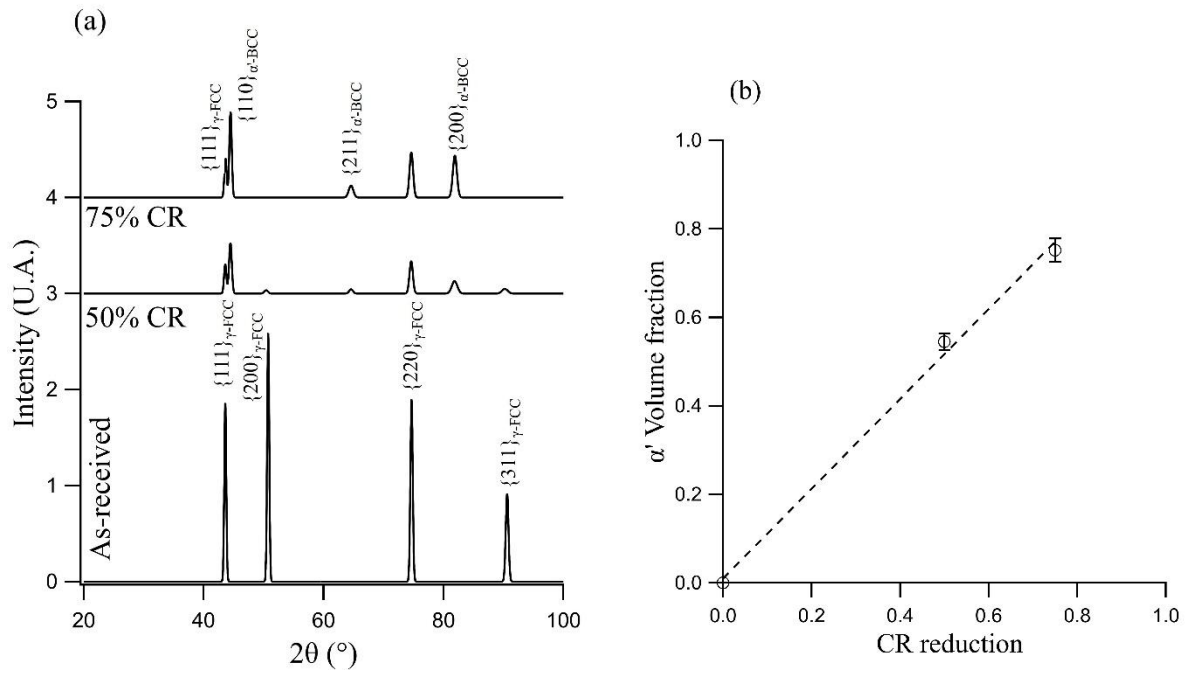 (a)
{111}γ-FCC
{110}α'-BCC
{211}α'-BCC
{200}α'-BCC
5
4
75% CR
3
50% CR
{111}γ-FCC
{200}γ-FCC
{220}γ-FCC
{311}γ-FCC
2
1
0
As-received
Intensity (U.A.)
20
40
60
80
100
2θ (°)
(b)
1.0
0.8
0.6
0.4
0.2
0.0
α' Volume fraction
0.0
0.2
0.4
0.6
0.8
1.0
CR reduction